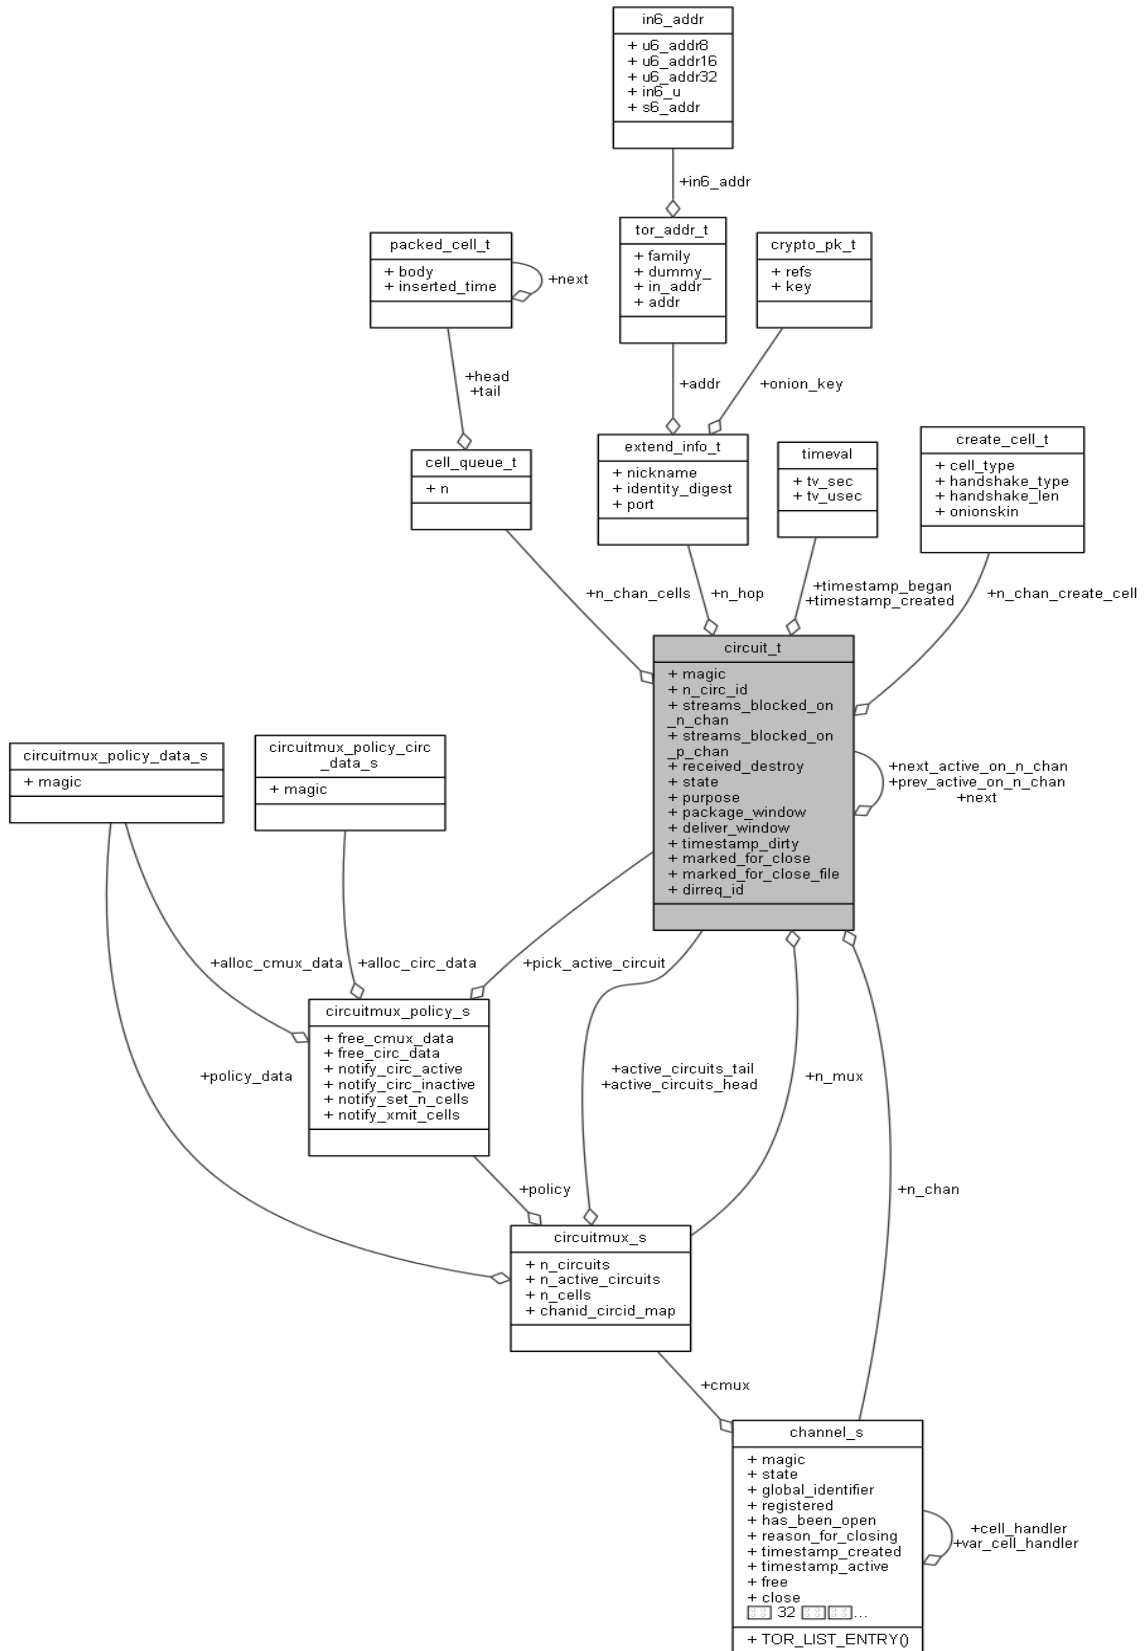 in6_addr
+ u6_addr8
+ u6_addr16
+ u6_addr32
+ in6_u
+ s6_addr
+in6_addr
packed_cell_t
+ body
+ inserted_time
+next
tor_addr_t
+ family
+ dummy_
+ in_addr
+ addr
crypto_pk_t
+ refs
+ key
+head
+tail
+addr
+onion_key
cell_queue_t
+ n
extend_info_t
+ nickname
+ identity_digest
+ port
timeval
+ tv_sec
+ tv_usec
create_cell_t
+ cell_type
+ handshake_type
+ handshake_len
+ onionskin
+n_chan_cells
+n_hop
+timestamp_began
+timestamp_created
+n_chan_create_cell
circuit_t
+ magic
+ n_circ_id
+ streams_blocked_on
_n_chan
+ streams_blocked_on
_p_chan
+ received_destroy
+ state
+ purpose
+ package_window
+ deliver_window
+ timestamp_dirty
+ marked_for_close
+ marked_for_close_file
+ dirreq_id
+next_active_on_n_chan
+prev_active_on_n_chan
+next
circuitmux_policy_data_s
+ magic
circuitmux_policy_circ
_data_s
+ magic
+alloc_cmux_data
+alloc_circ_data
+pick_active_circuit
circuitmux_policy_s
+ free_cmux_data
+ free_circ_data
+ notify_circ_active
+ notify_circ_inactive
+ notify_set_n_cells
+ notify_xmit_cells
+policy_data
+active_circuits_tail
+active_circuits_head
+n_mux
+policy
+n_chan
circuitmux_s
+ n_circuits
+ n_active_circuits
+ n_cells
+ chanid_circid_map
+cmux
channel_s
+ magic
+ state
+ global_identifier
+ registered
+ has_been_open
+ reason_for_closing
+ timestamp_created
+ timestamp_active
+ free
+ close
32 ...
+ TOR_LIST_ENTRY()
+cell_handler
+var_cell_handler